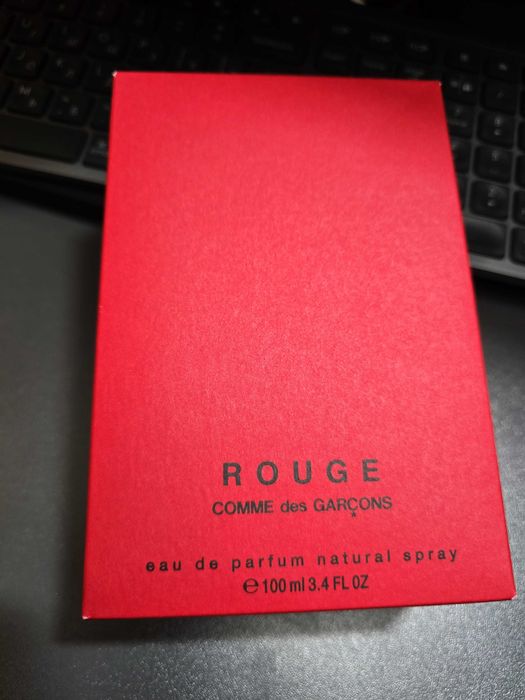 ROUGE
COMME des GARÇONS
eau de parfum natural spray
℮ 100 ml 3.4 FL OZ